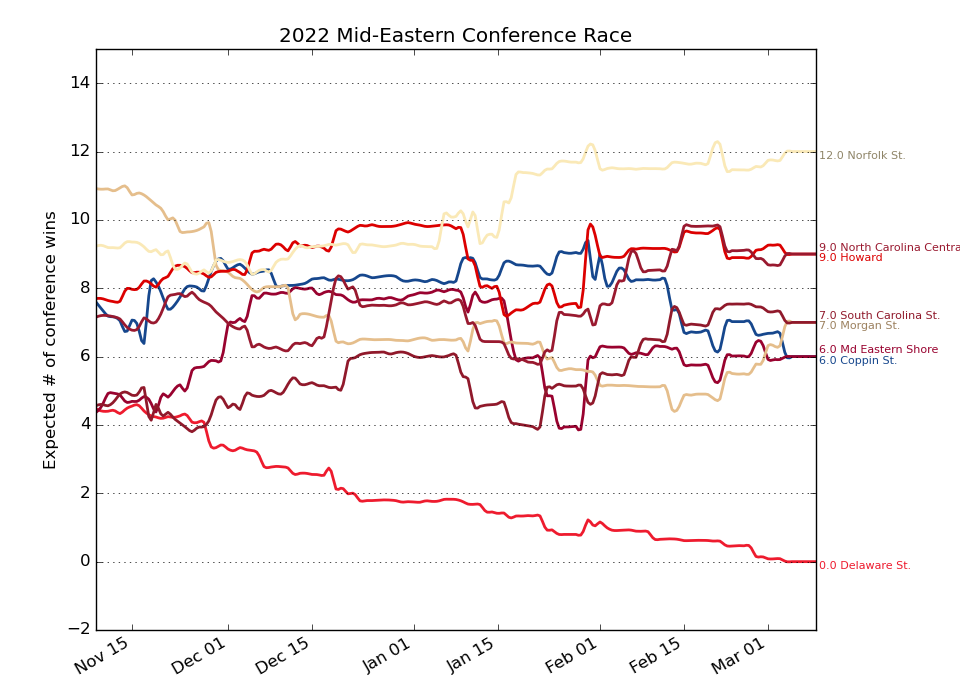 2022 Mid-Eastern Conference Race
Expected # of conference wins
14
12
10
8
6
4
2
0
−2
Nov 15
Dec 01
Dec 15
Jan 01
Jan 15
Feb 01
Feb 15
Mar 01
12.0 Norfolk St.
9.0 North Carolina Centra
9.0 Howard
7.0 South Carolina St.
7.0 Morgan St.
6.0 Md Eastern Shore
6.0 Coppin St.
0.0 Delaware St.